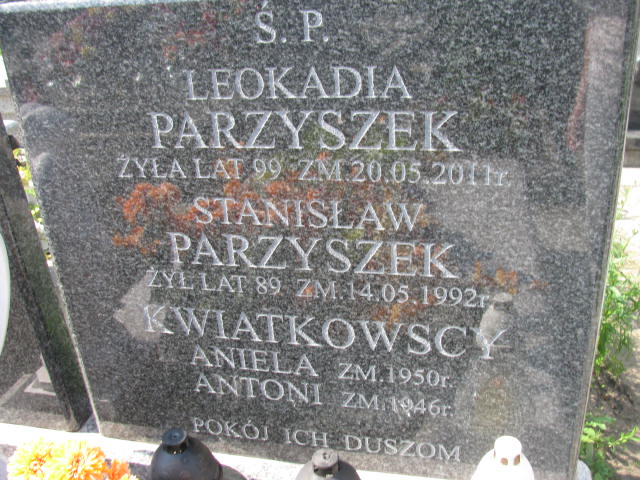 Ś. P.
LEOKADIA
PARZYSZEK
ŻYŁA LAT 99 ZM.20.05.2011r.
STANISŁAW
PARZYSZEK
ŻYŁ LAT 89 ZM.14.05.1992r.
KWIATKOWSCY
ANIELA ZM.1950r.
ANTONI ZM.1946r.
POKÓJ ICH DUSZOM